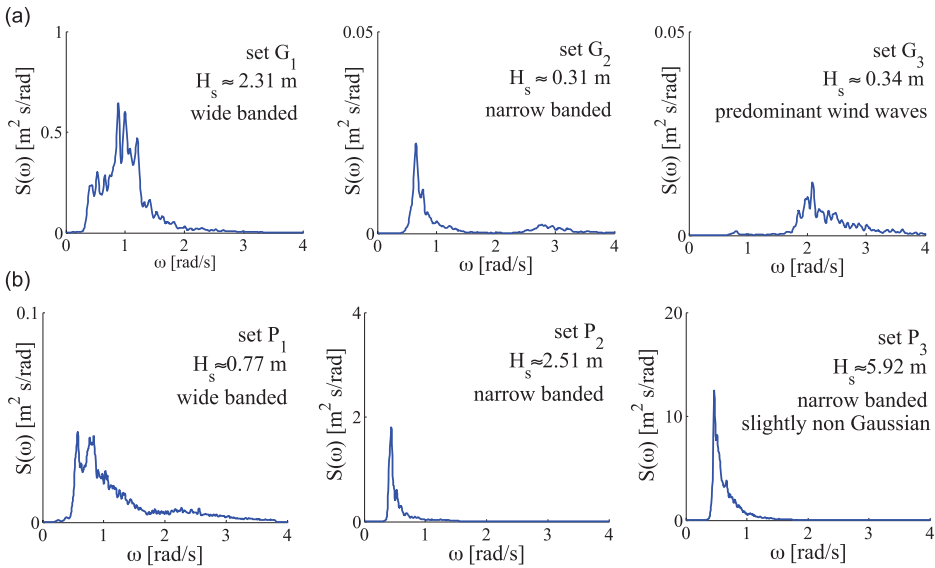 (a)
1
0.5
0
0 1 2 3 4
S(ω) [m² s/rad]
ω [rad/s]
set G₁
Hₛ≈ 2.31 m
wide banded
0.05
0
0 1 2 3 4
S(ω) [m² s/rad]
ω [rad/s]
set G₂
Hₛ ≈ 0.31 m
narrow banded
0.05
0
0 1 2 3 4
S(ω) [m² s/rad]
ω [rad/s]
set G₃
Hₛ ≈ 0.34 m
predominant wind waves
(b)
0.1
0
0 1 2 3 4
S(ω) [m² s/rad]
ω [rad/s]
set P₁
Hₛ≈0.77 m
wide banded
4
2
0
0 1 2 3 4
S(ω) [m² s/rad]
ω [rad/s]
set P₂
Hₛ≈2.51 m
narrow banded
20
10
0
0 1 2 3 4
S(ω) [m² s/rad]
ω [rad/s]
set P₃
Hₛ≈5.92 m
narrow banded
slightly non Gaussian